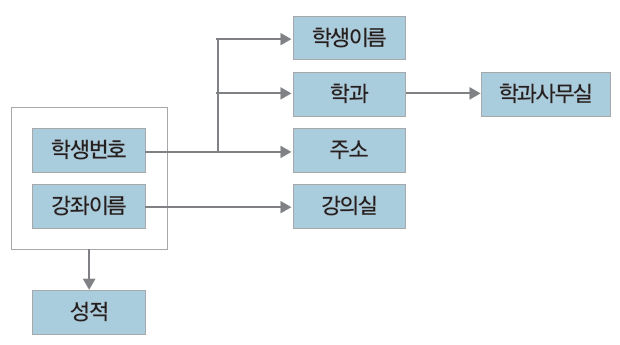 학생이름
학과
학과사무실
학생번호
주소
강좌이름
강의실
성적